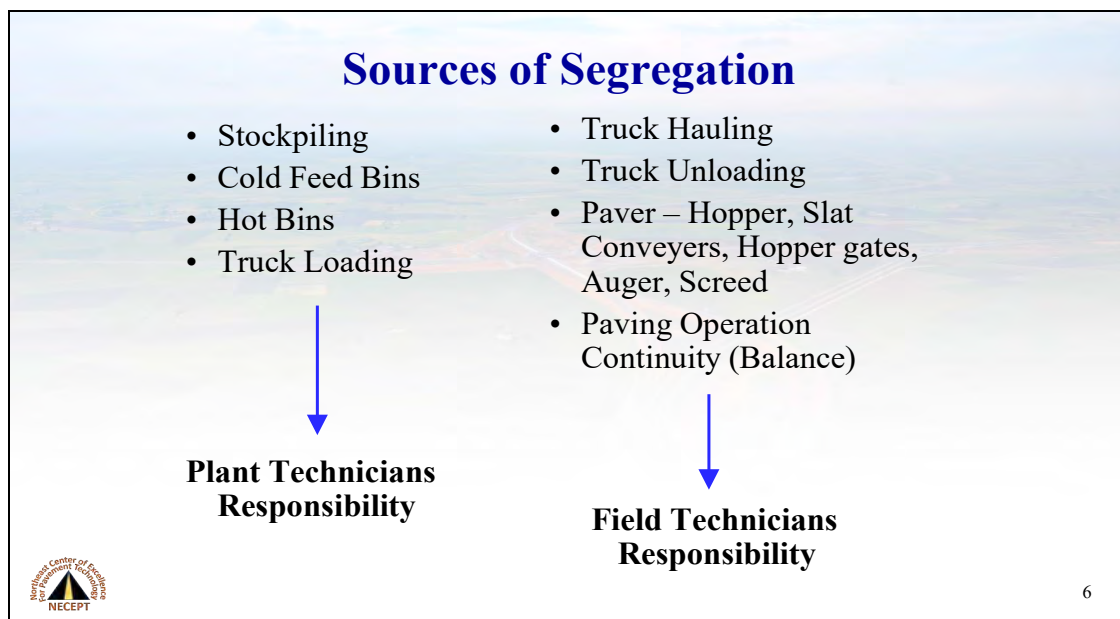 Sources of Segregation
• Stockpiling
• Cold Feed Bins
• Hot Bins
• Truck Loading
Plant Technicians
Responsibility
• Truck Hauling
• Truck Unloading
• Paver – Hopper, Slat
Conveyers, Hopper gates,
Auger, Screed
• Paving Operation
Continuity (Balance)
Field Technicians
Responsibility
Northeast Center of Excellence
For Pavement Technology
NECEPT
6